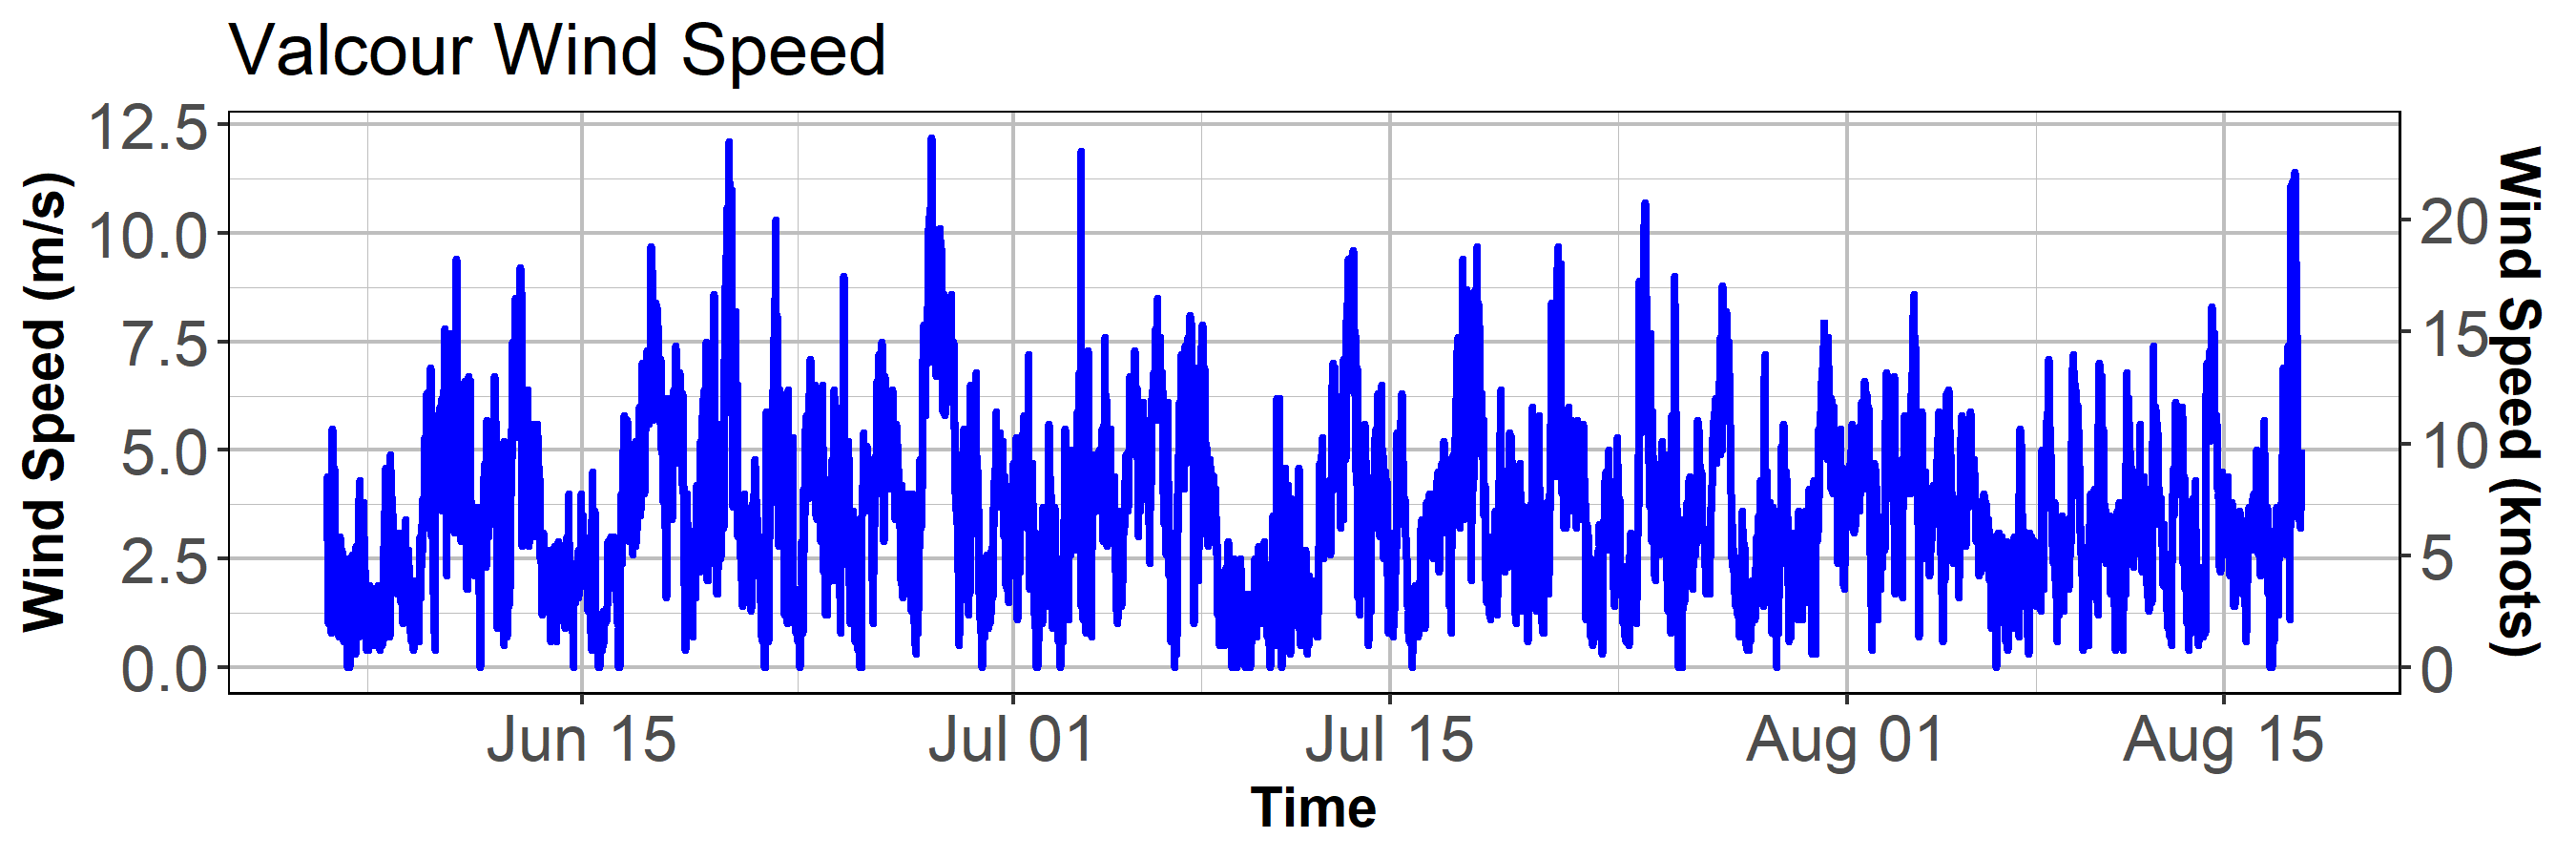 Valcour Wind Speed
Wind Speed (m/s)
12.5
10.0
7.5
5.0
2.5
0.0
20
15
10
5
0
Wind Speed (knots)
Jun 15
Jul 01
Jul 15
Aug 01
Aug 15
Time